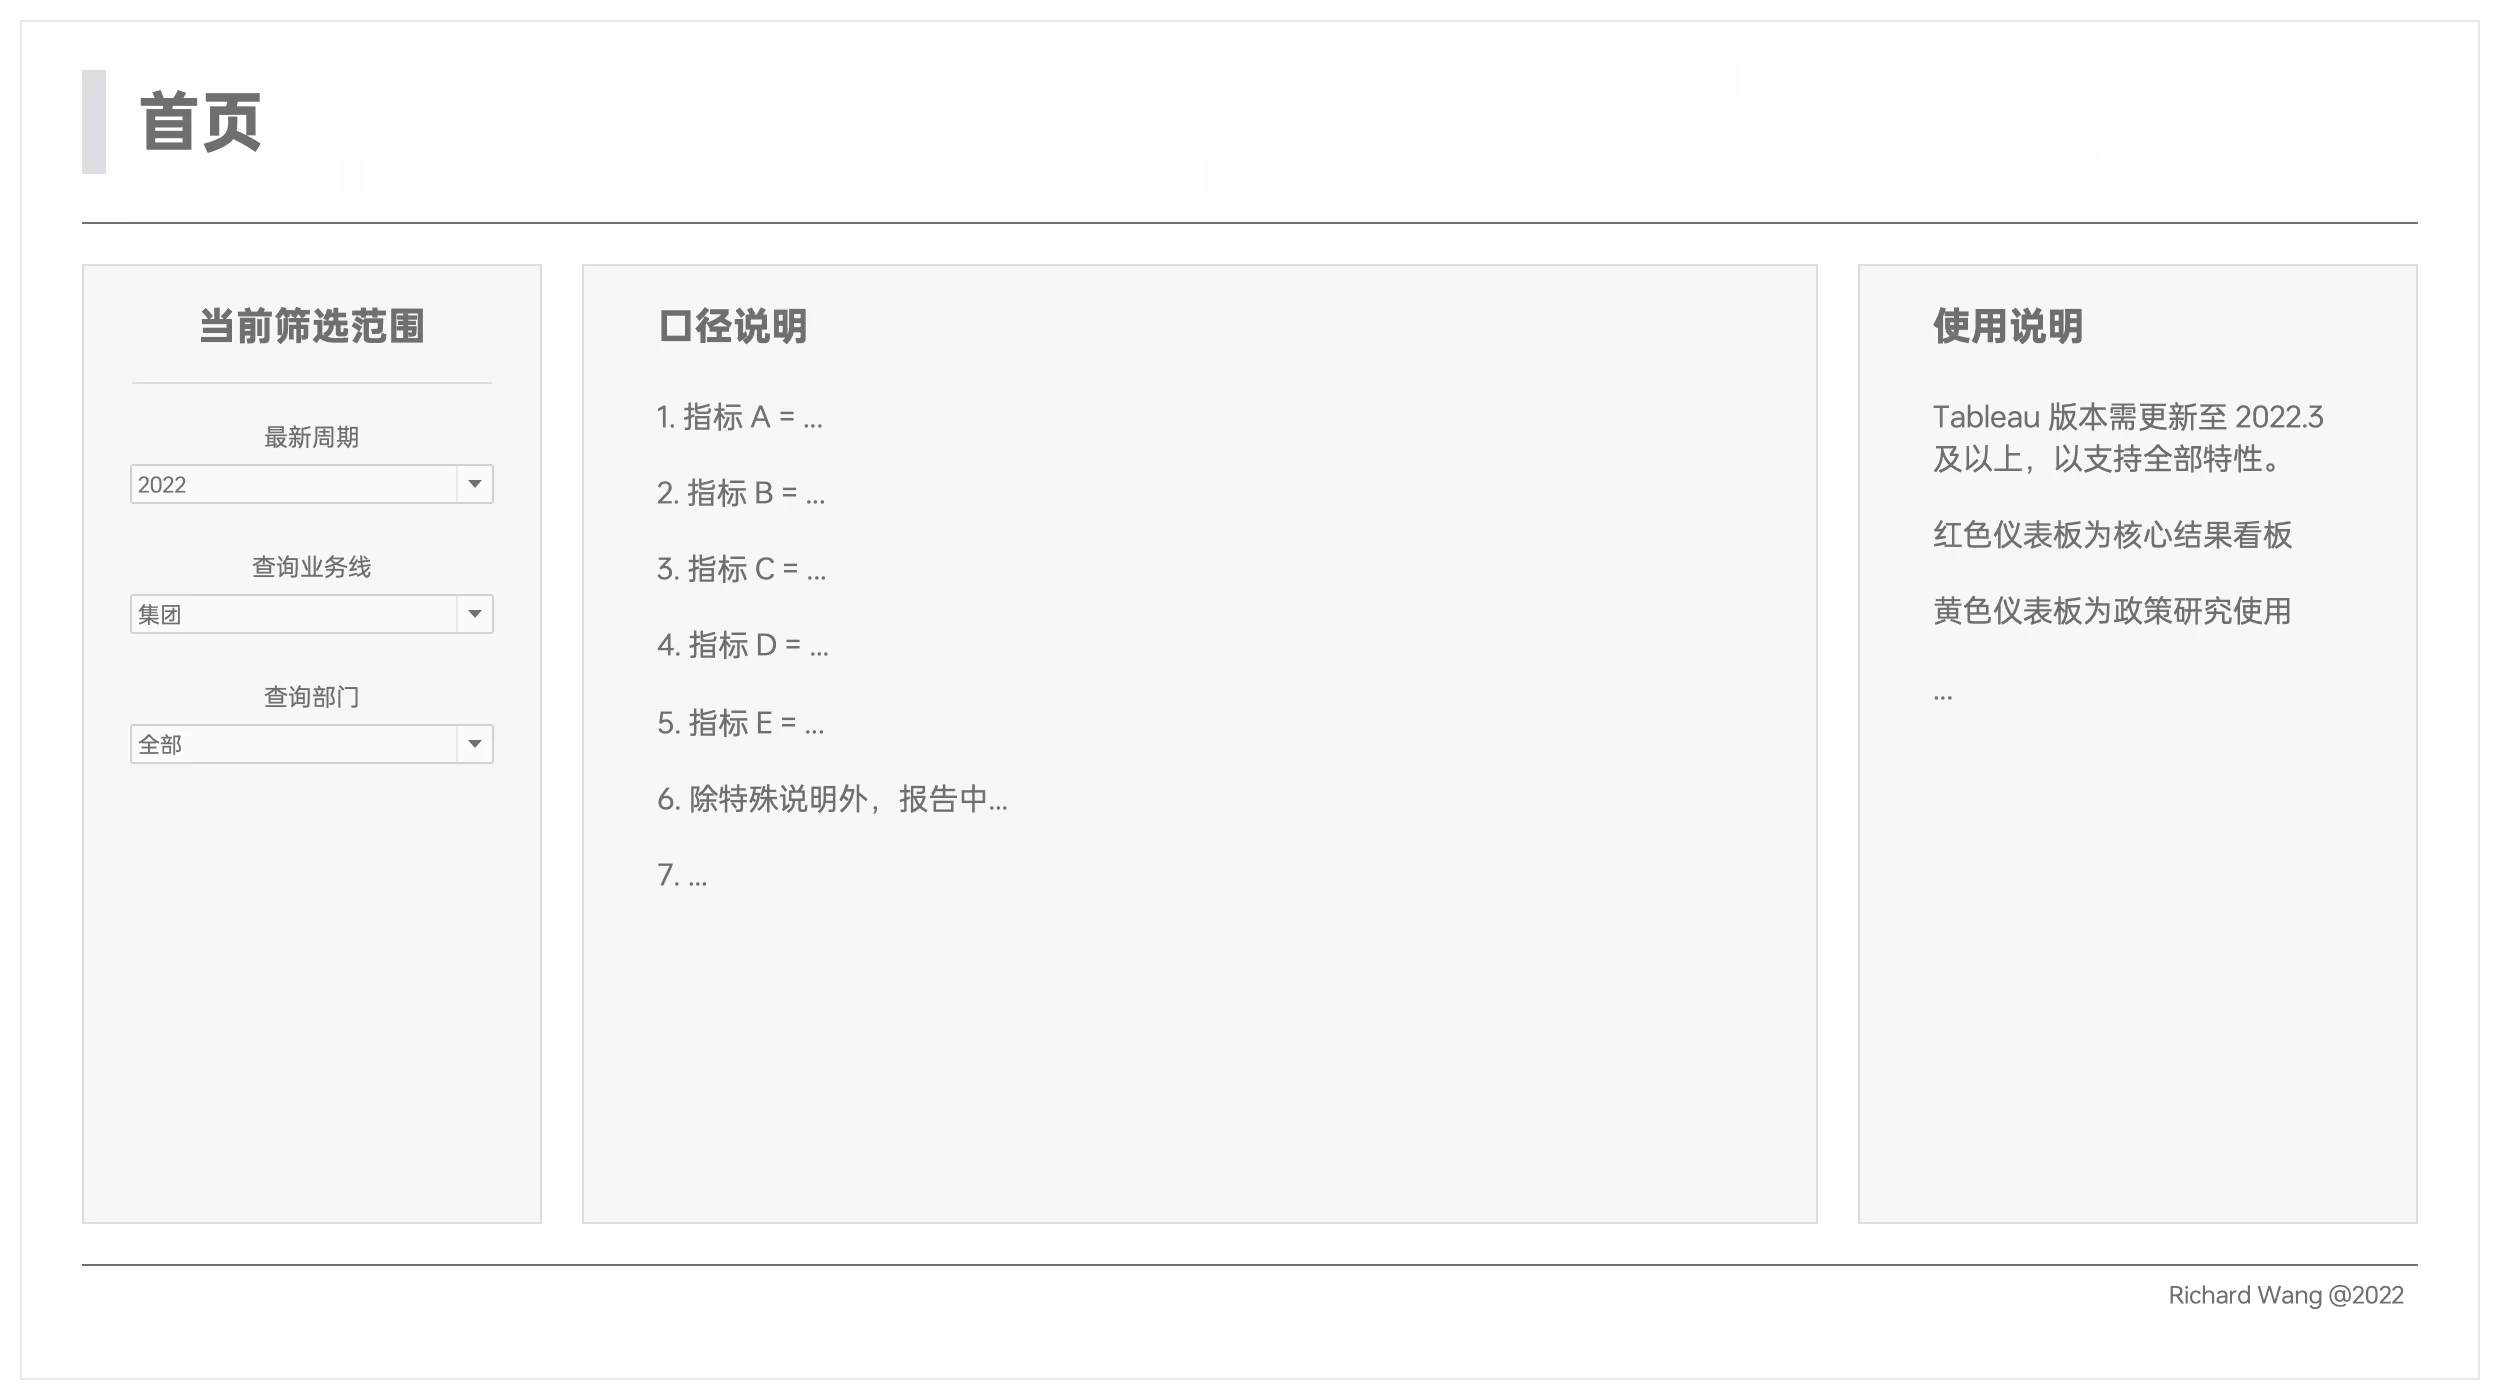 首页
当前筛选范围
最新周期
2022
查询业务线
集团
查询部门
全部
口径说明
1. 指标 A = ...
2. 指标 B = ...
3. 指标 C = ...
4. 指标 D = ...
5. 指标 E = ...
6. 除特殊说明外，报告中...
7. ...
使用说明
Tableau 版本需更新至 2022.3
及以上，以支持全部特性。
红色仪表板为核心结果看板
黄色仪表板为政策研究使用
...
Richard Wang @2022